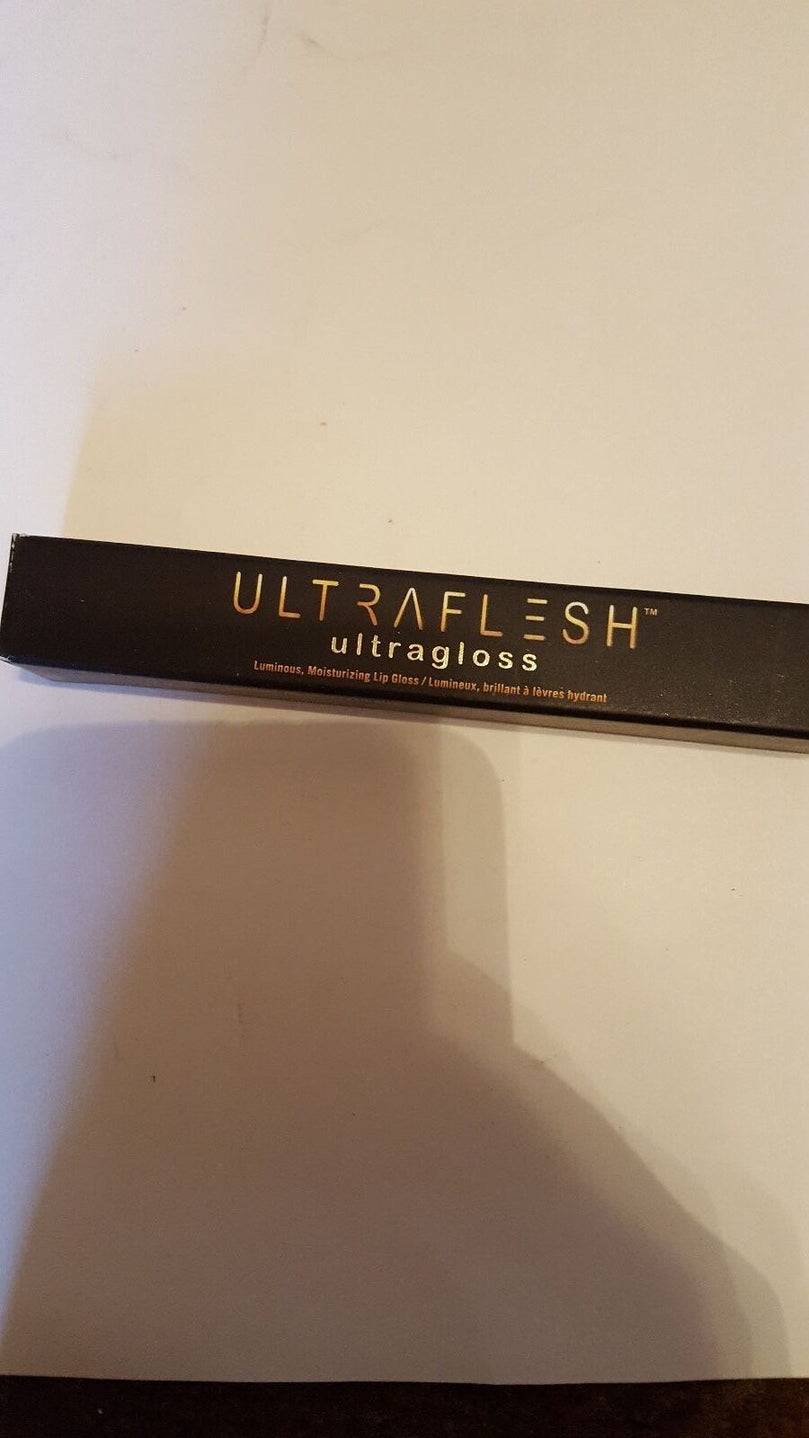 ULTRAFLESH™
ultragloss
Luminous, Moisturizing Lip Gloss / Lumineux, brillant à lèvres hydrant